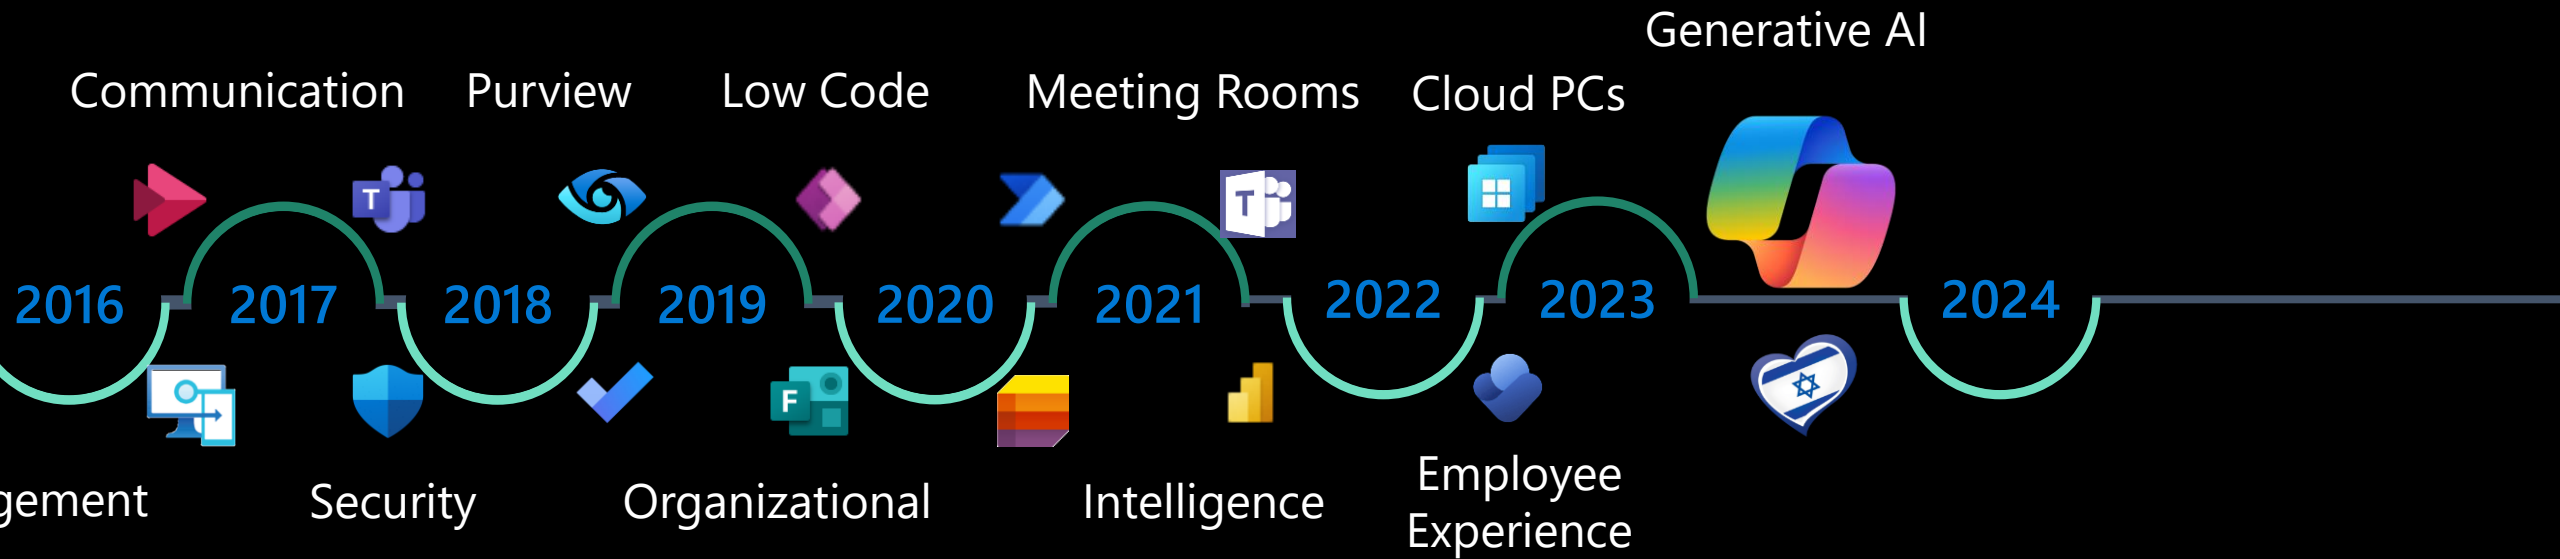 Generative AI
Communication
Purview
Low Code
Meeting Rooms
Cloud PCs
T
T
2016
2017
2018
2019
2020
2021
2022
2023
2024
F
gement
Security
Organizational
Intelligence
Employee
Experience